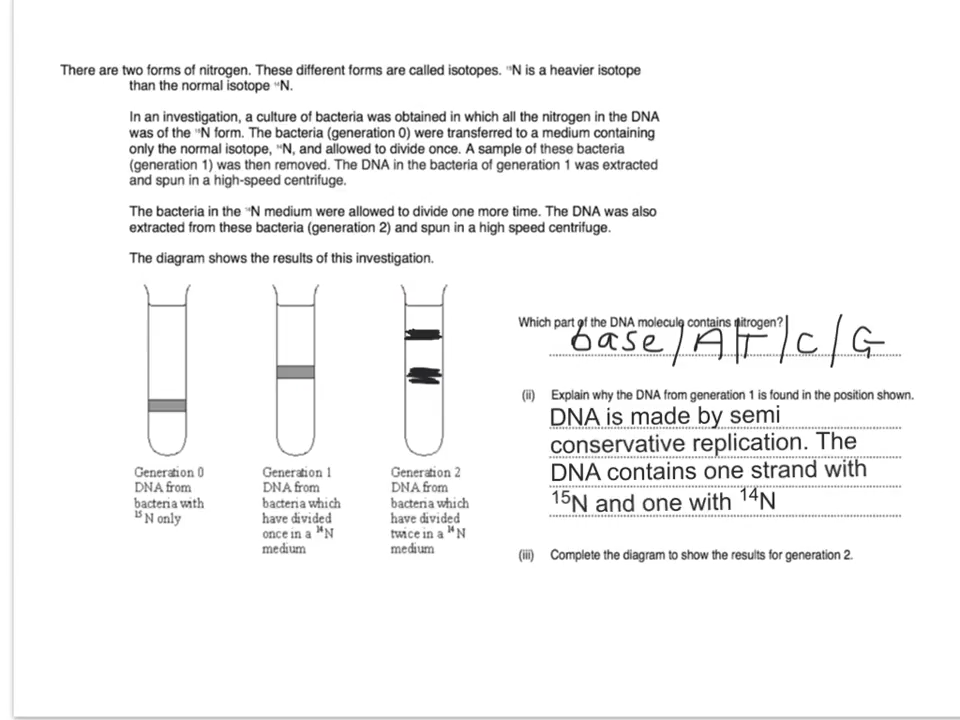 There are two forms of nitrogen. These different forms are called isotopes. ¹⁵N is a heavier isotope
than the normal isotope ¹⁴N.
In an investigation, a culture of bacteria was obtained in which all the nitrogen in the DNA
was of the ¹⁵N form. The bacteria (generation 0) were transferred to a medium containing
only the normal isotope, ¹⁴N, and allowed to divide once. A sample of these bacteria
(generation 1) was then removed. The DNA in the bacteria of generation 1 was extracted
and spun in a high-speed centrifuge.
The bacteria in the ¹⁴N medium were allowed to divide one more time. The DNA was also
extracted from these bacteria (generation 2) and spun in a high speed centrifuge.
The diagram shows the results of this investigation.
Generation 0
DNA from
bacteria with
¹⁵N only
Generation 1
DNA from
bacteria which
have divided
once in a ¹⁴N
medium
Generation 2
DNA from
bacteria which
have divided
twice in a ¹⁴N
medium
Which part of the DNA molecule contains nitrogen?
base/A/T/C/G
(ii) Explain why the DNA from generation 1 is found in the position shown.
DNA is made by semi
conservative replication. The
DNA contains one strand with
¹⁵N and one with ¹⁴N
(iii) Complete the diagram to show the results for generation 2.